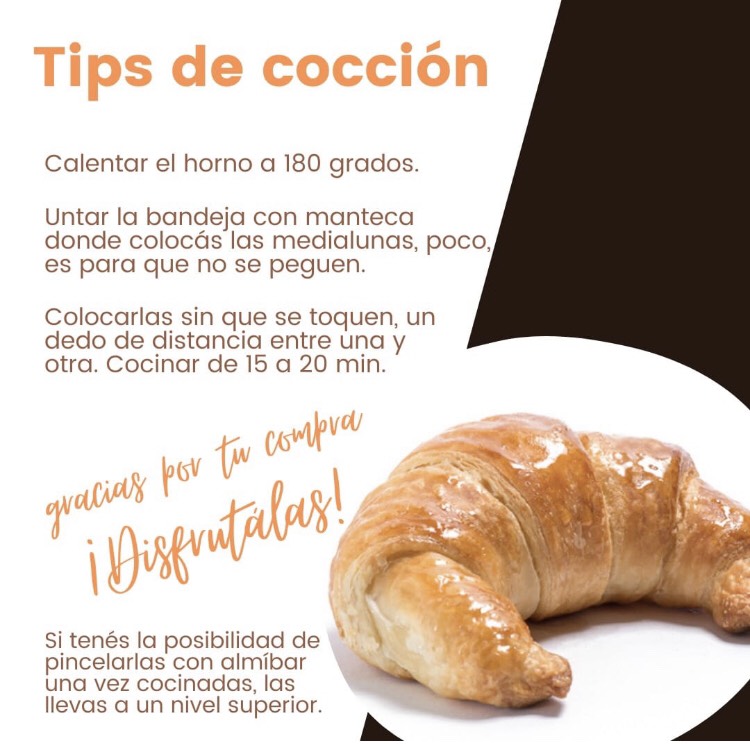 Tips de cocción
Calentar el horno a 180 grados.
Untar la bandeja con manteca
donde colocás las medialunas, poco,
es para que no se peguen.
Colocarlas sin que se toquen, un
dedo de distancia entre una y
otra. Cocinar de 15 a 20 min.
gracias por tu compra
¡Disfrutálas!
Si tenés la posibilidad de
pincelarlas con almíbar
una vez cocinadas, las
llevas a un nivel superior.